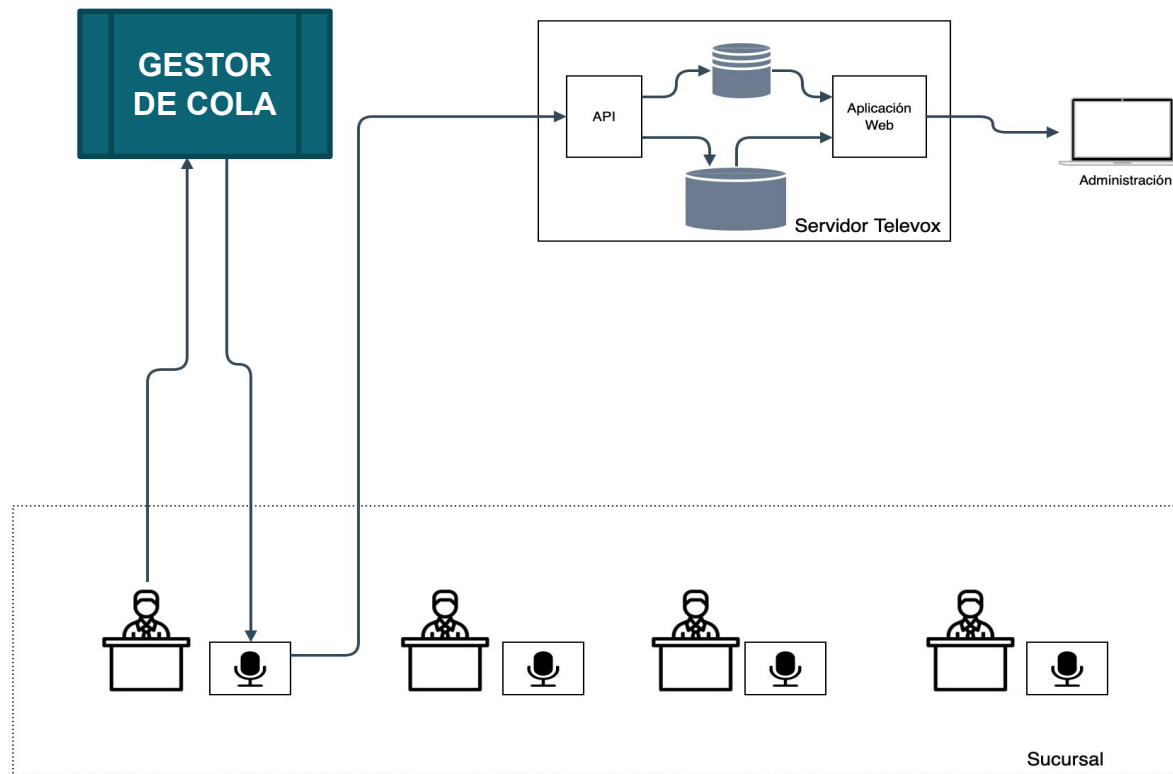 GESTOR
DE COLA
API
Aplicación
Web
Servidor Televox
Administración
Sucursal